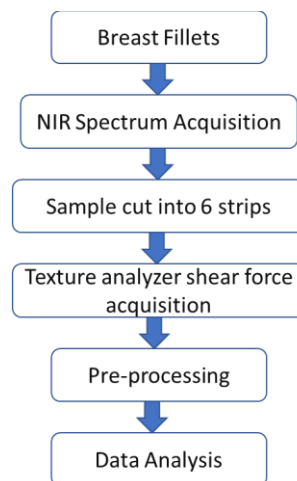 Breast Fillets
NIR Spectrum Acquisition
Sample cut into 6 strips
Texture analyzer shear force
acquisition
Pre-processing
Data Analysis